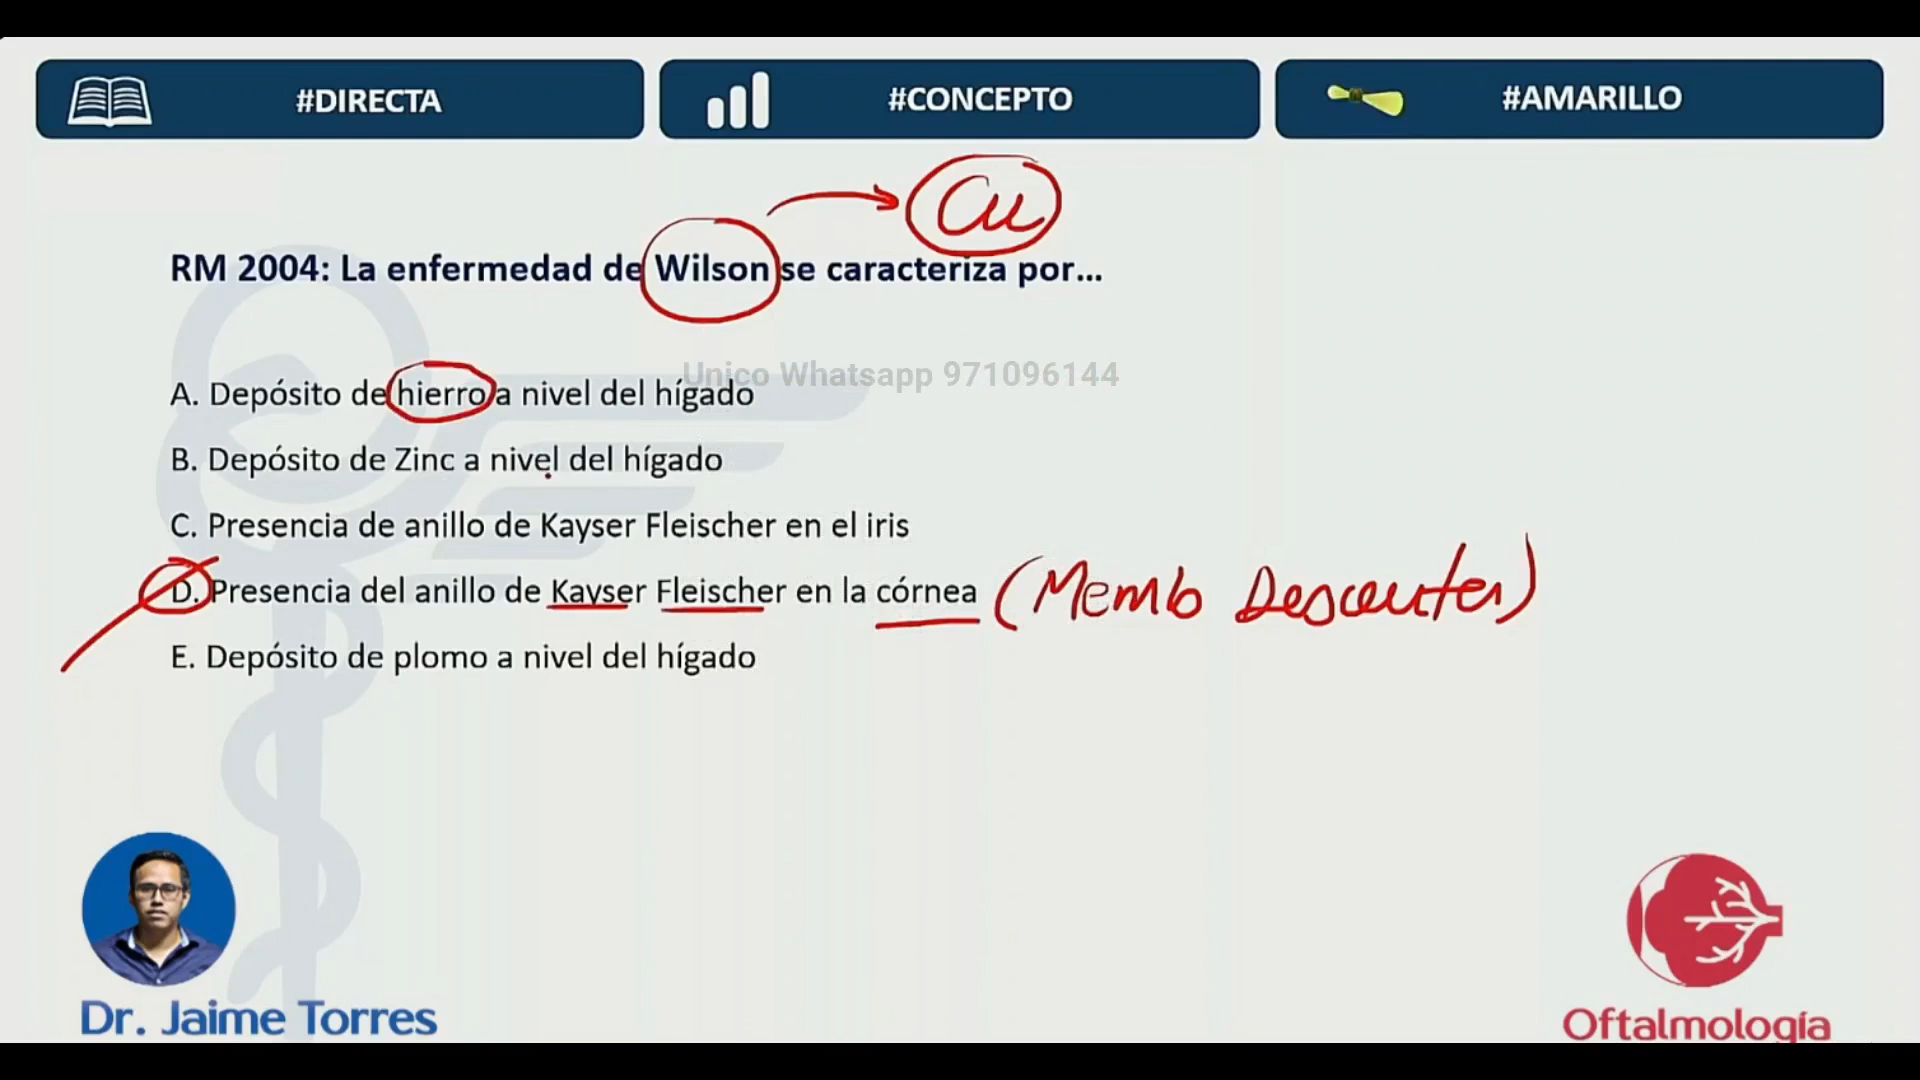 #DIRECTA
#CONCEPTO
#AMARILLO
Cu
RM 2004: La enfermedad de Wilson se caracteriza por...
Unico Whatsapp 971096144
A. Depósito de hierro a nivel del hígado
B. Depósito de Zinc a nivel del hígado
C. Presencia de anillo de Kayser Fleischer en el iris
D. Presencia del anillo de Kayser Fleischer en la córnea (Memb
E. Depósito de plomo a nivel del hígado
Dr. Jaime Torres
Oftalmología